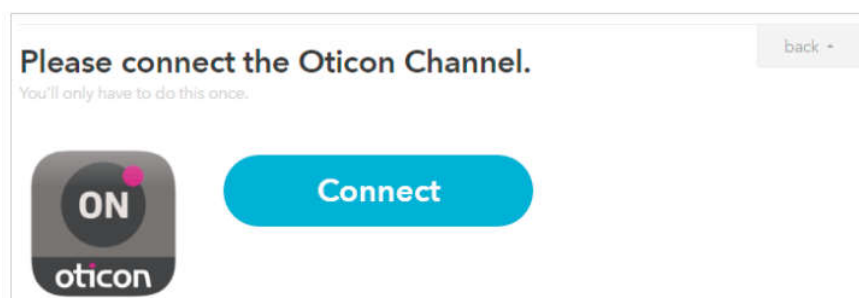 back
Please connect the Oticon Channel.
You'll only have to do this once.
Connect
ON
oticon